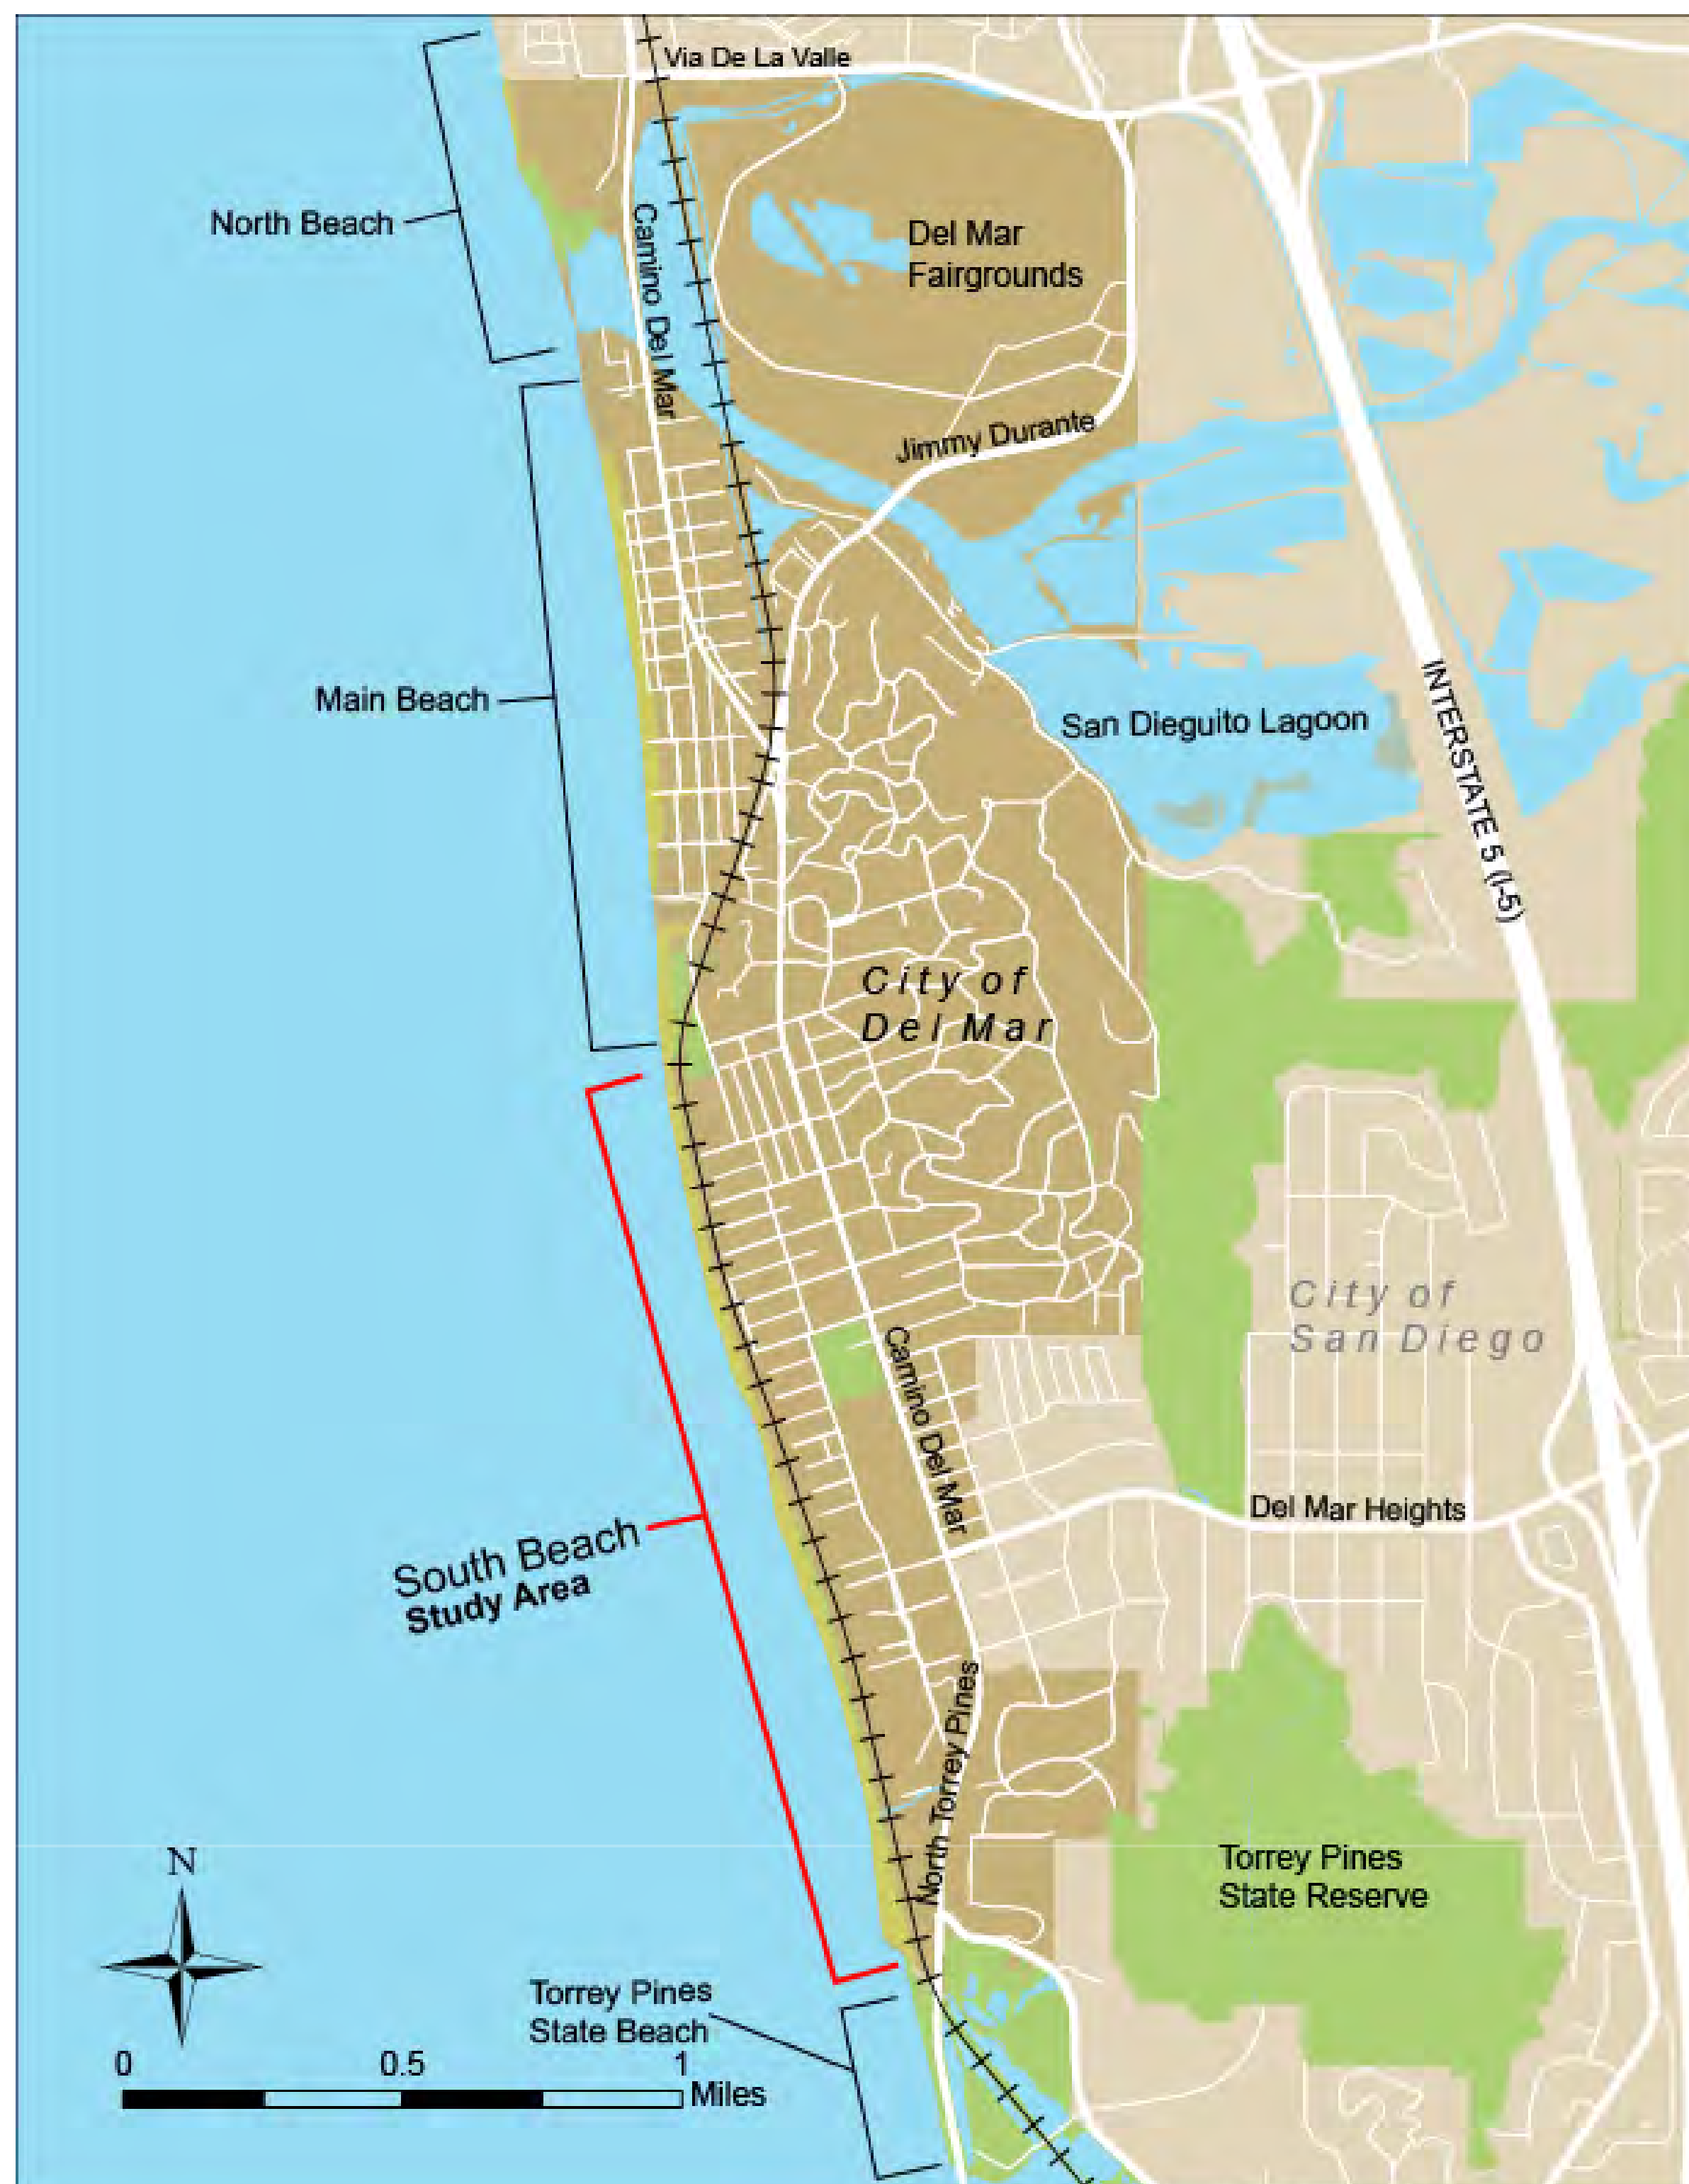 Via De La Valle
North Beach
Camino Del Mar
Del Mar
Fairgrounds
Jimmy Durante
Main Beach
San Dieguito Lagoon
INTERSTATE 5 (I-5)
City of
Del Mar
City of
San Diego
Camino Del Mar
Del Mar Heights
South Beach
Study Area
North Torrey Pines
Torrey Pines
State Reserve
N
Torrey Pines
State Beach
0 0.5 1
Miles